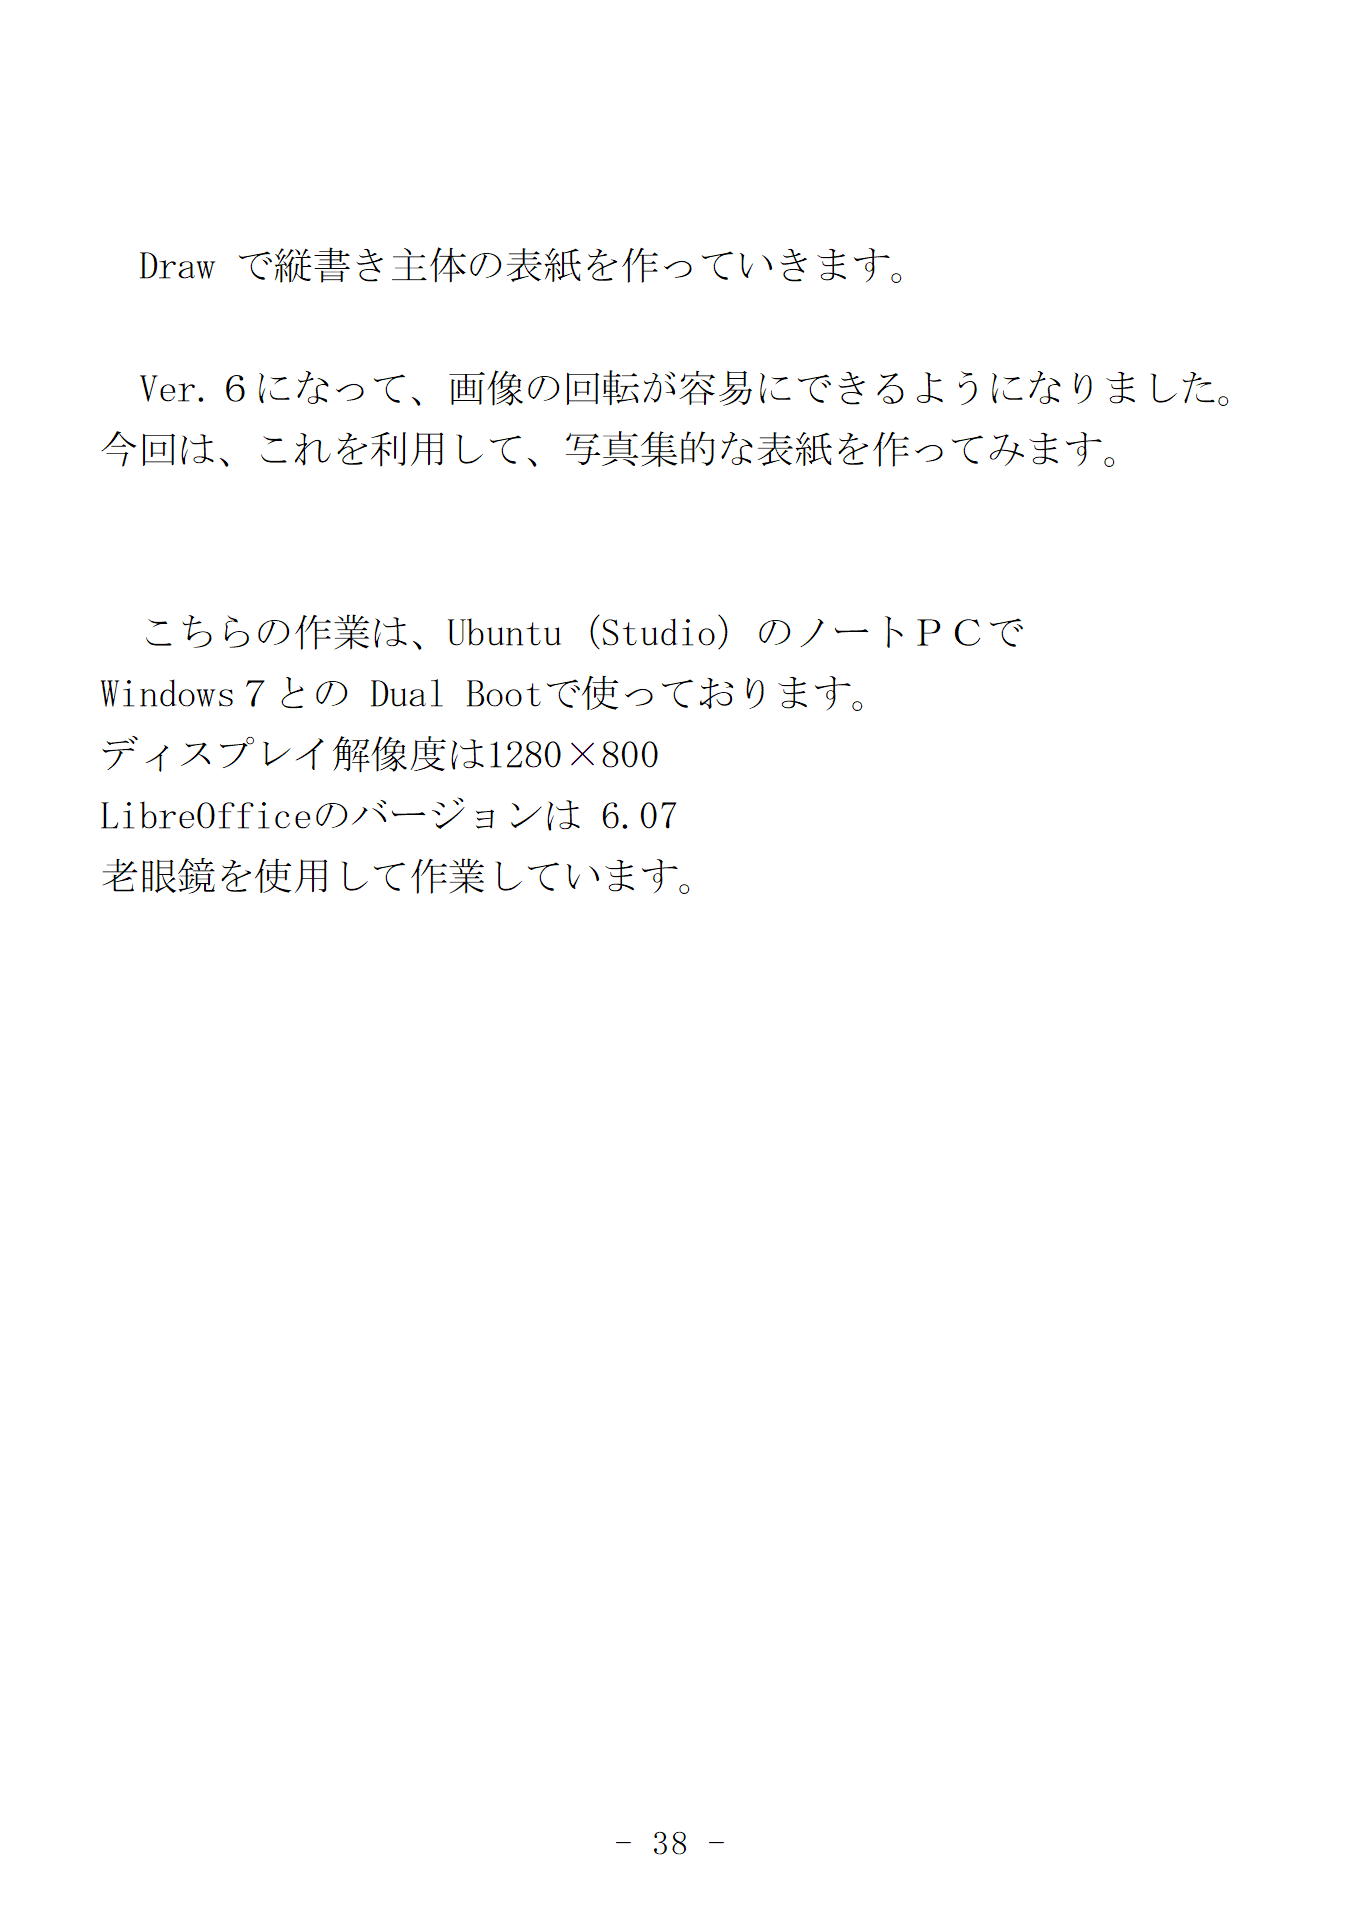 Draw で縦書き主体の表紙を作っていきます。
Ver.６になって、画像の回転が容易にできるようになりました。
今回は、これを利用して、写真集的な表紙を作ってみます。
こちらの作業は、Ubuntu (Studio) のノートＰＣで
Windows７との Dual Bootで使っております。
ディスプレイ解像度は1280×800
LibreOfficeのバージョンは 6.07
老眼鏡を使用して作業しています。
- 38 -